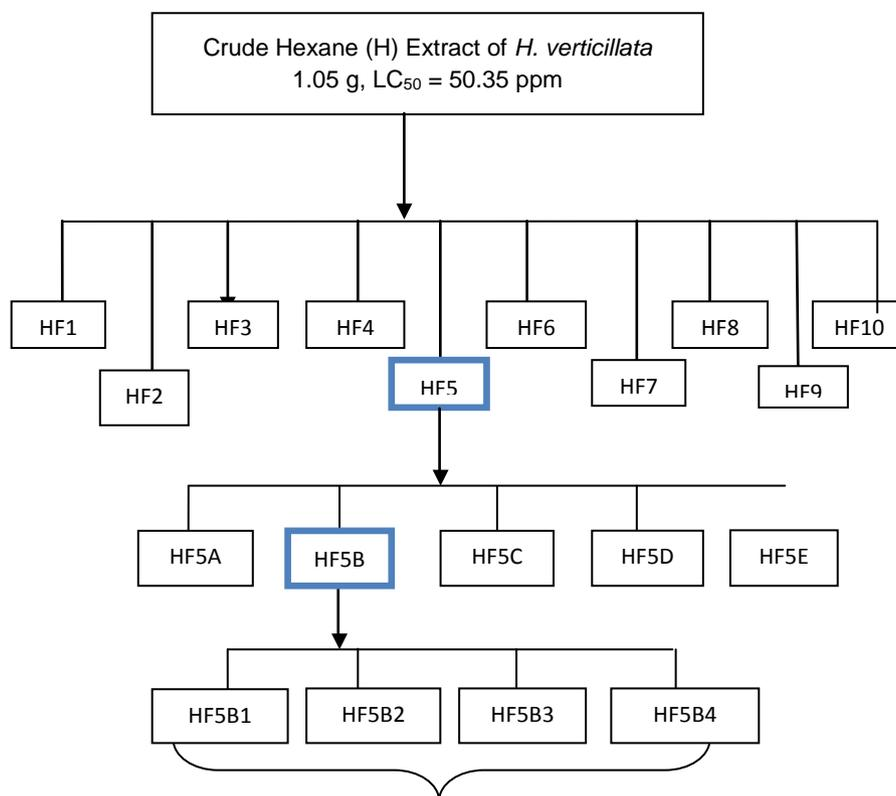 Crude Hexane (H) Extract of H. verticillata
1.05 g, LC₅₀ = 50.35 ppm
HF1
HF2
HF3
HF4
HF5
HF6
HF7
HF8
HF9
HF10
HF5A
HF5B
HF5C
HF5D
HF5E
HF5B1
HF5B2
HF5B3
HF5B4